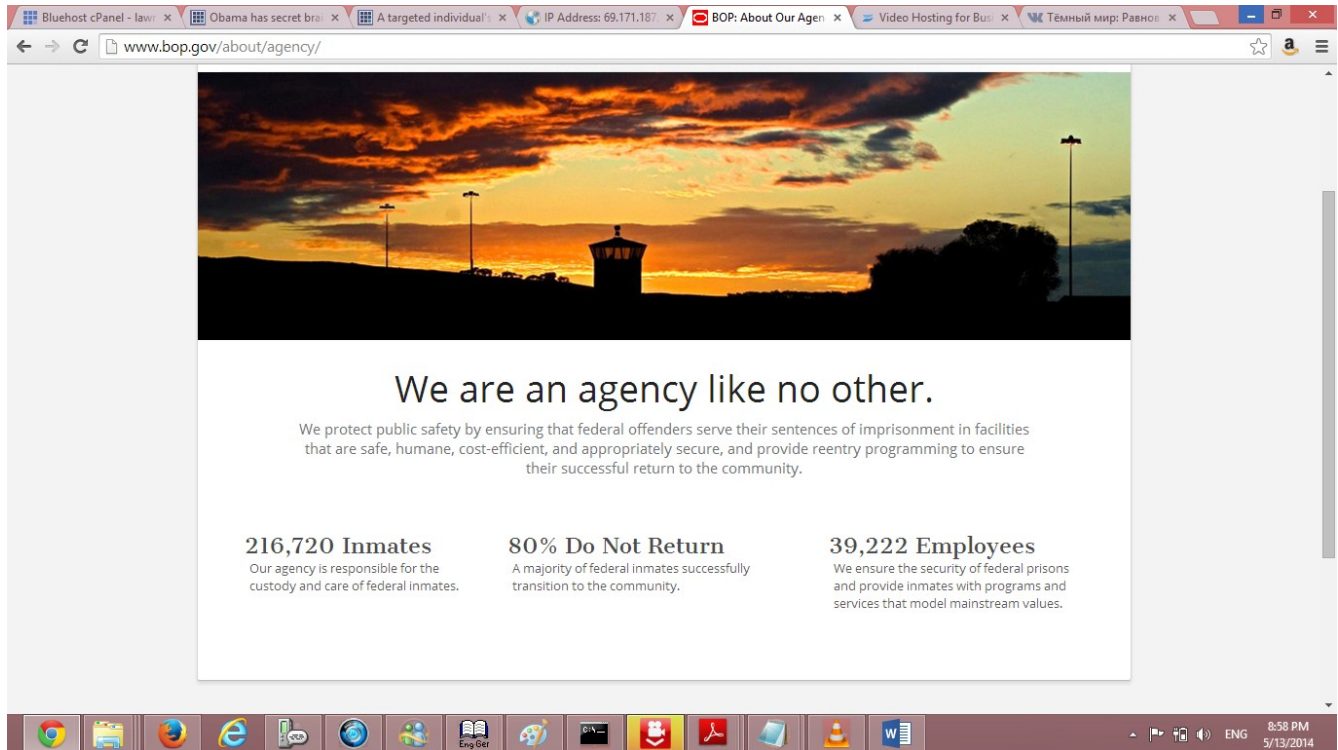 Bluehost cPanel - lawr
Obama has secret brai
A targeted individual's
IP Address: 69.171.187.
BOP: About Our Agen
Video Hosting for Busi
Тёмный мир: Равнов
www.bop.gov/about/agency/
We are an agency like no other.
We protect public safety by ensuring that federal offenders serve their sentences of imprisonment in facilities
that are safe, humane, cost-efficient, and appropriately secure, and provide reentry programming to ensure
their successful return to the community.
216,720 Inmates
Our agency is responsible for the
custody and care of federal inmates.
80% Do Not Return
A majority of federal inmates successfully
transition to the community.
39,222 Employees
We ensure the security of federal prisons
and provide inmates with programs and
services that model mainstream values.
Eng-Ger
ENG
8:58 PM
5/13/2014